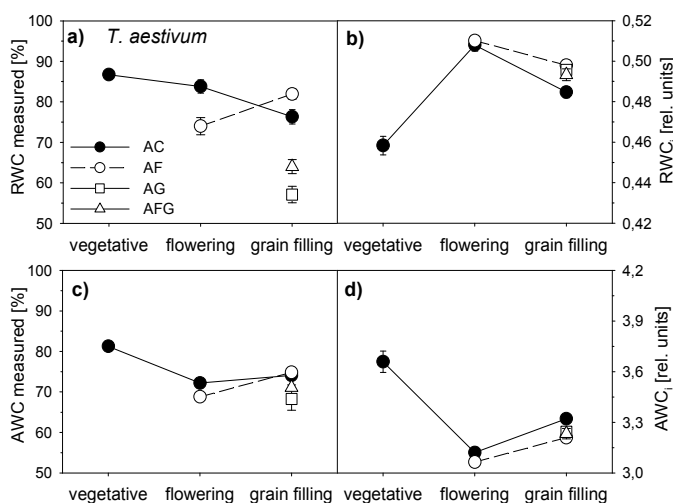 a) T. aestivum
b)
RWC measured [%]
100
90
80
70
60
50
AC
AF
AG
AFG
0,52
0,50
0,48
0,46
0,44
0,42
RWCi [rel. units]
vegetative flowering grain filling
vegetative flowering grain filling
c)
d)
AWC measured [%]
100
90
80
70
60
50
4,2
3,9
3,6
3,3
3,0
AWCi [rel. units]
vegetative flowering grain filling
vegetative flowering grain filling